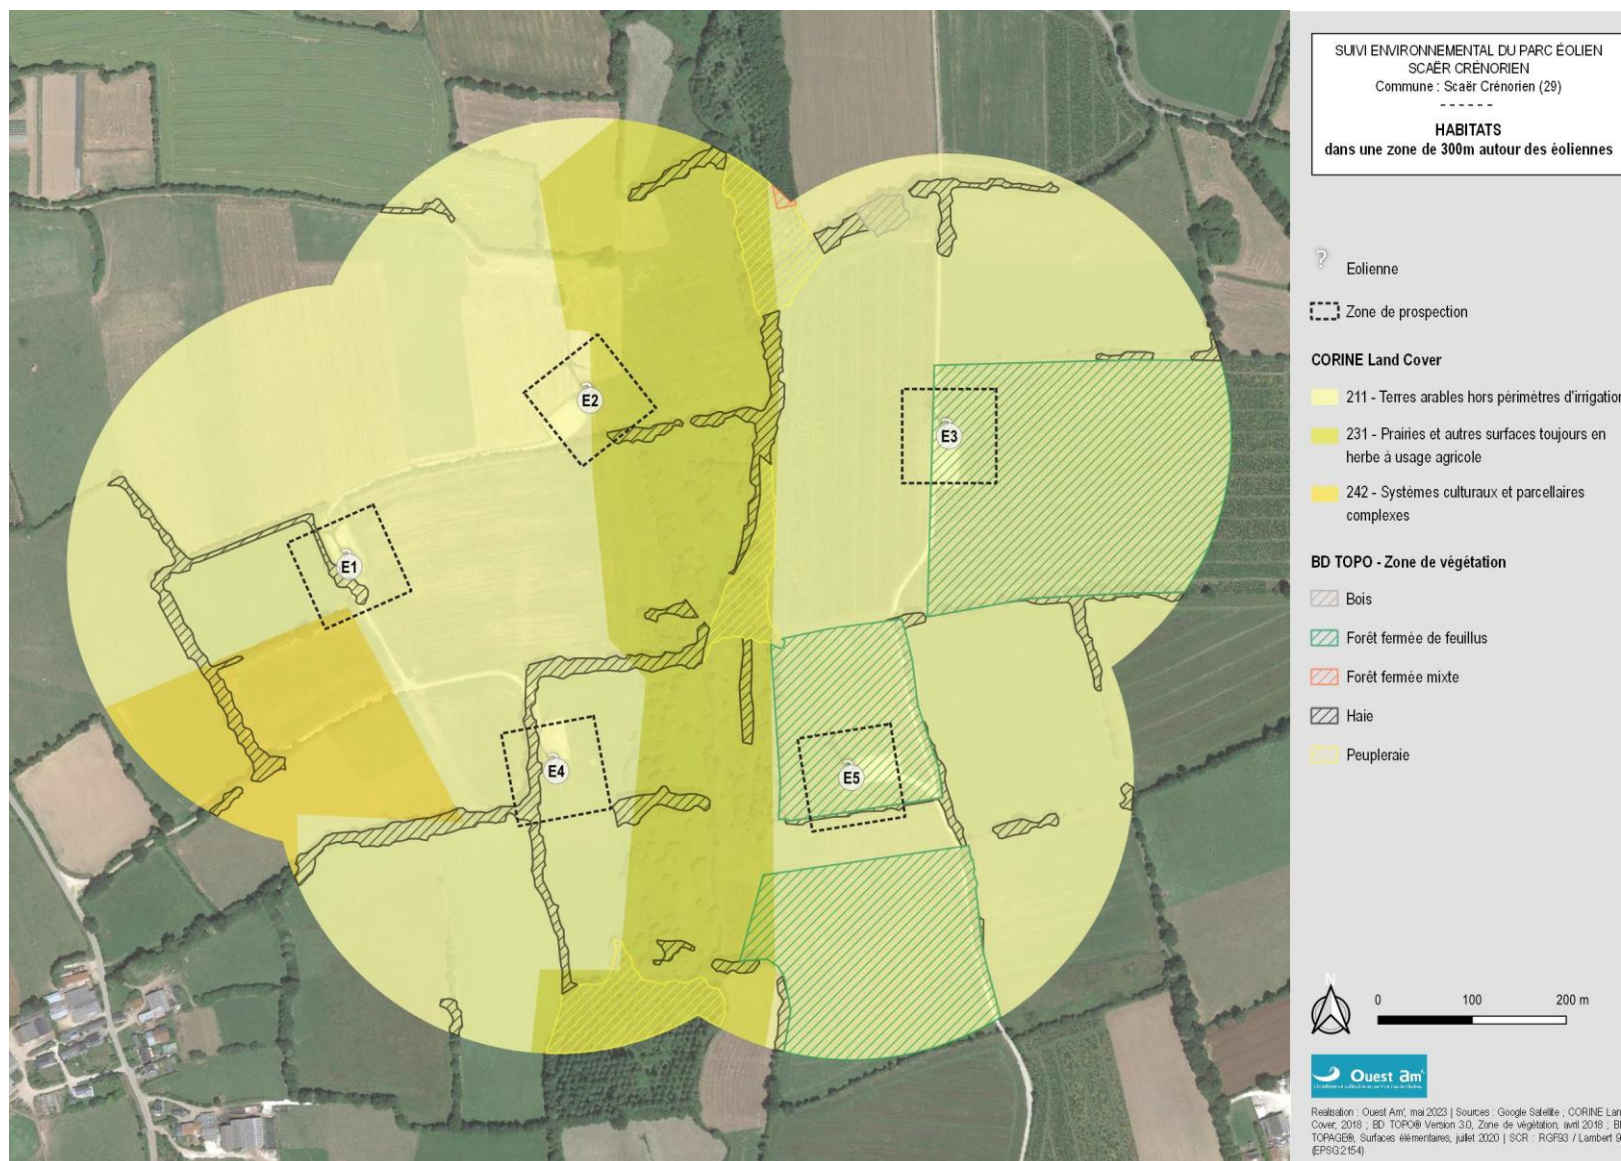 SUIVI ENVIRONNEMENTAL DU PARC ÉOLIEN
SCAËR CRÉNORIEN
Commune : Scaër Crénorien (29)
------
HABITATS
dans une zone de 300m autour des éoliennes
? Eolienne
Zone de prospection
CORINE Land Cover
211 - Terres arables hors périmètres d'irrigation
231 - Prairies et autres surfaces toujours en
herbe à usage agricole
242 - Systèmes culturaux et parcellaires
complexes
BD TOPO - Zone de végétation
Bois
Forêt fermée de feuillus
Forêt fermée mixte
Haie
Peupleraie
E2
E3
E1
E4
E5
N
0 100 200 m
Ouest am'
Realisation : Ouest Am', mai 2023 | Sources : Google Satellite ; CORINE Lan
Cover, 2018 ; BD TOPO® Version 3.0, Zone de végétation, avril 2018 ; B
TOPAGE®, Surfaces élémentaires, juillet 2020 | SCR : RGF93 / Lambert 9
(EPSG:2154)